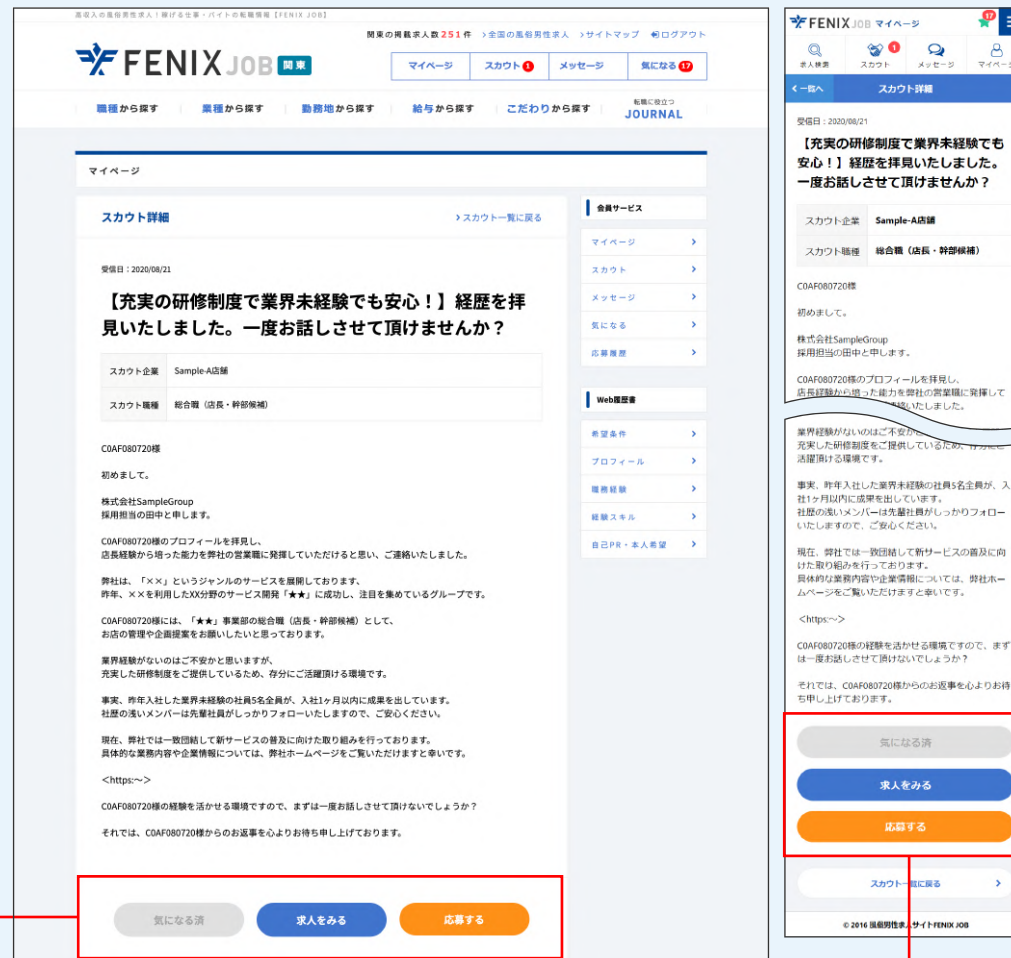 高収入の風俗男性求人！稼げる仕事・バイトの転職情報【FENIX JOB】
関東の掲載求人数251件 >全国の風俗男性求人 >サイトマップ ログアウト
FENIX JOB 関東
マイページ スカウト 1 メッセージ 気になる 17
職種から探す 業種から探す 勤務地から探す 給与から探す こだわりから探す 転職に役立つ JOURNAL
マイページ
スカウト詳細 >スカウト一覧に戻る
受信日：2020/08/21
【充実の研修制度で業界未経験でも安心！】経歴を拝
見いたしました。一度お話しさせて頂けませんか？
スカウト企業 Sample-A店舗
スカウト職種 総合職（店長・幹部候補）
C0AF080720様
初めまして。
株式会社SampleGroup
採用担当の田中と申します。
C0AF080720様のプロフィールを拝見し、
店長経験から培った能力を弊社の営業職に発揮していただけると思い、ご連絡いたしました。
弊社は、「××」というジャンルのサービスを展開しております、
昨年、××を利用したXX分野のサービス開発「★★」に成功し、注目を集めているグループです。
C0AF080720様には、「★★」事業部の総合職（店長・幹部候補）として、
お店の管理や企画提案をお願いしたいと思っております。
業界経験がないのはご不安かと思いますが、
充実した研修制度をご提供しているため、存分にご活躍頂ける環境です。
事実、昨年入社した業界未経験の社員5名全員が、入社1ヶ月以内に成果を出しています。
社歴の浅いメンバーは先輩社員がしっかりフォローいたしますので、ご安心ください。
現在、弊社では一致団結して新サービスの普及に向けた取り組みを行っております。
具体的な業務内容や企業情報については、弊社ホームページをご覧いただけますと幸いです。
<https:～>
C0AF080720様の経験を活かせる環境ですので、まずは一度お話しさせて頂けないでしょうか？
それでは、C0AF080720様からのお返事を心よりお待ち申し上げております。
気になる済 求人をみる 応募する
会員サービス
マイページ
スカウト
メッセージ
気になる
応募履歴
Web履歴書
希望条件
プロフィール
職務経験
経験スキル
自己PR・本人希望
FENIX JOB マイページ 17
求人検索 スカウト 1 メッセージ マイページ
<一覧へ スカウト詳細
受信日：2020/08/21
【充実の研修制度で業界未経験でも
安心！】経歴を拝見いたしました。
一度お話しさせて頂けませんか？
スカウト企業 Sample-A店舗
スカウト職種 総合職（店長・幹部候補）
C0AF080720様
初めまして。
株式会社SampleGroup
採用担当の田中と申します。
C0AF080720様のプロフィールを拝見し、
店長経験から培った能力を弊社の営業職に発揮して
いたしました。
業界経験がないのはご不安か
充実した研修制度をご提供しているため、
活躍頂ける環境です。
事実、昨年入社した業界未経験の社員5名全員が、入
社1ヶ月以内に成果を出しています。
社歴の浅いメンバーは先輩社員がしっかりフォロー
いたしますので、ご安心ください。
現在、弊社では一致団結して新サービスの普及に向
けた取り組みを行っております。
具体的な業務内容や企業情報については、弊社ホー
ムページをご覧いただけますと幸いです。
<https:～>
C0AF080720様の経験を活かせる環境ですので、まず
は一度お話しさせて頂けないでしょうか？
それでは、C0AF080720様からのお返事を心よりお待
ち申し上げております。
気になる済
求人をみる
応募する
スカウト一覧に戻る
© 2016 風俗男性求人サイトFENIX JOB